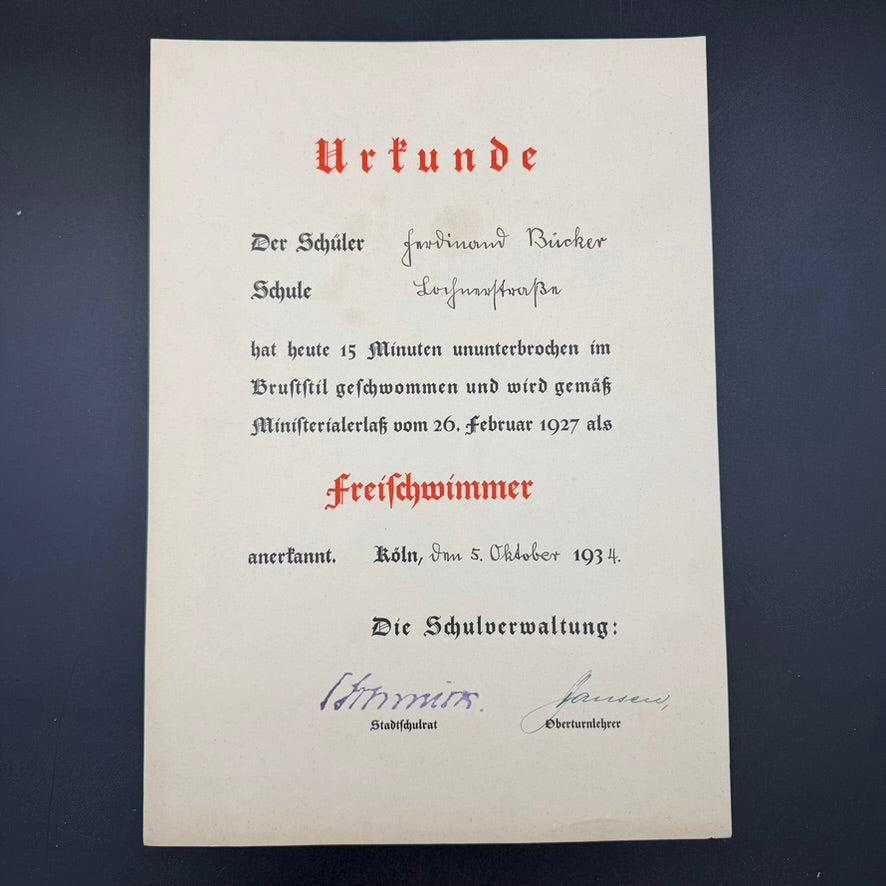 Urkunde
Der Schüler Ferdinand Bücker
Schule Lochnerstraße
hat heute 15 Minuten ununterbrochen im
Bruſtſtil geſchwommen und wird gemäß
Miniſterialerlaß vom 26. Februar 1927 als
Freiſchwimmer
anerkannt. Köln, den 5. Oktober 1934.
Die Schulverwaltung:
Jansen,
Stadtſchulrat Oberturnlehrer